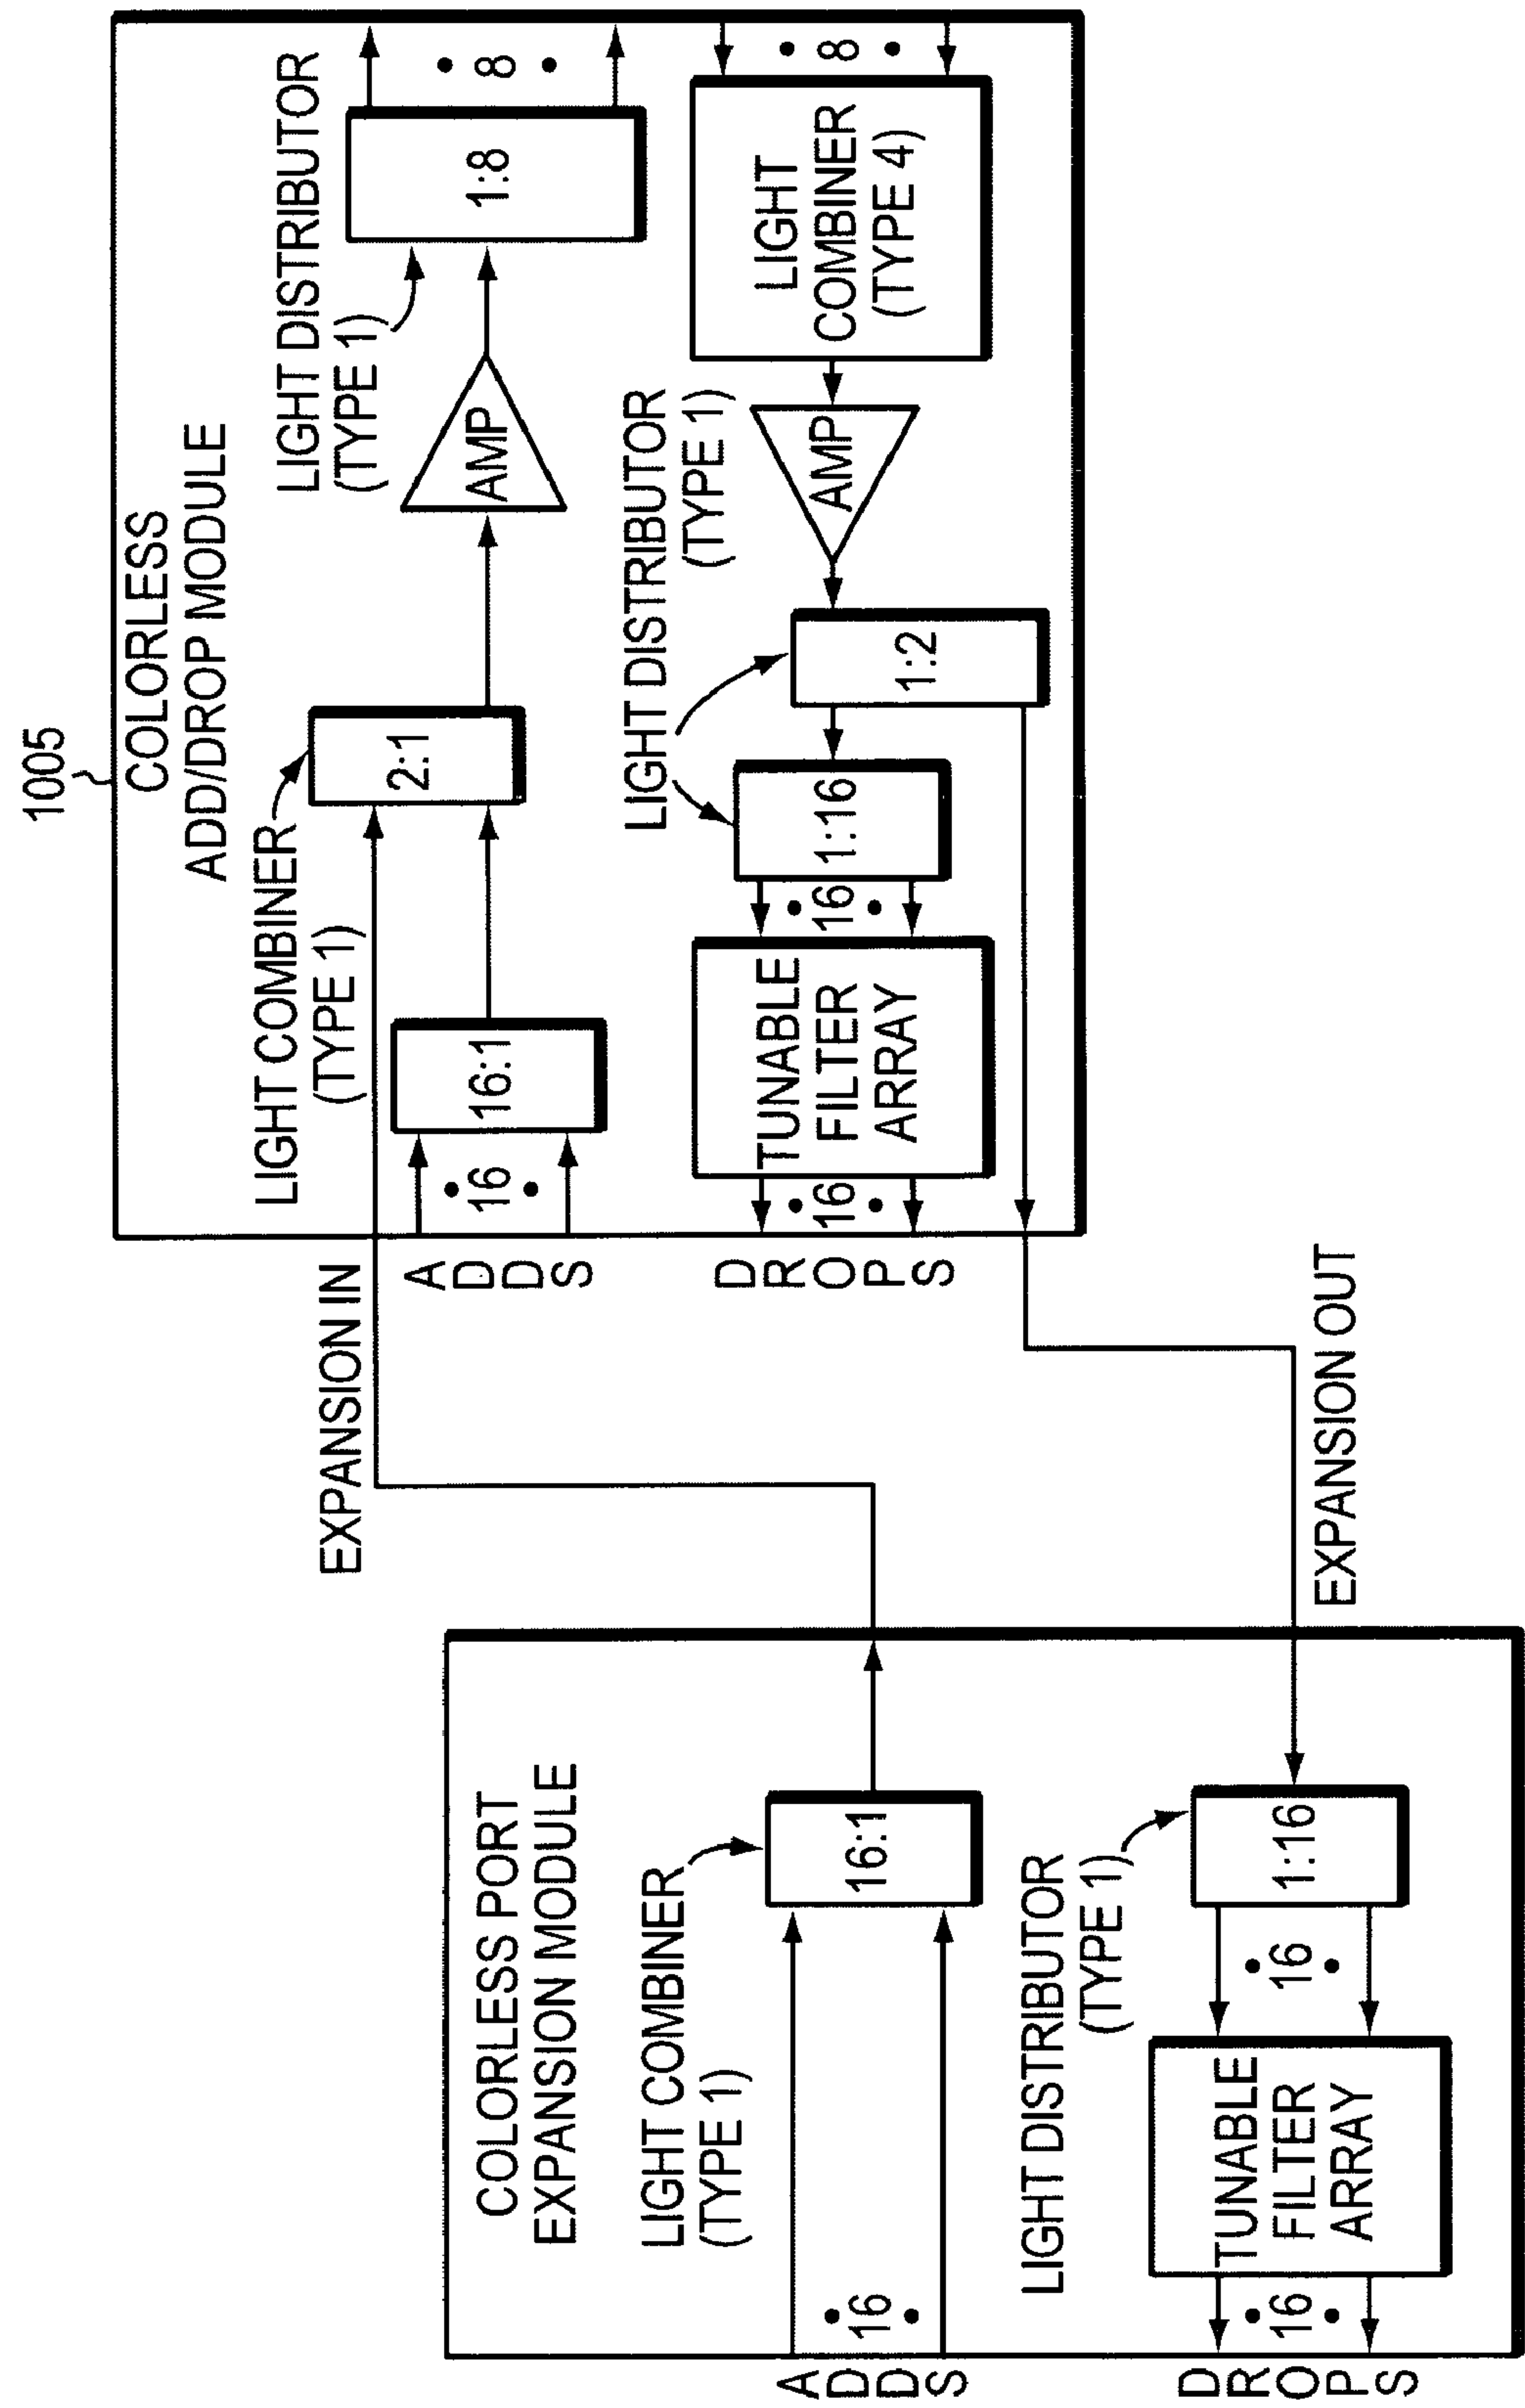 1005
COLORLESS
ADD/DROP MODULE
LIGHT COMBINER
(TYPE 1)
2:1
AMP
LIGHT DISTRIBUTOR
(TYPE 1)
1:8
• 8 •
EXPANSION IN
ADDS
• 16 •
16:1
LIGHT DISTRIBUTOR
(TYPE 1)
DROPS
• 16 •
TUNABLE
FILTER
ARRAY
• 16 •
1:16
1:2
AMP
LIGHT
COMBINER
(TYPE 4)
• 8 •
COLORLESS PORT
EXPANSION MODULE
LIGHT COMBINER
(TYPE 1)
ADDS
• 16 •
16:1
LIGHT DISTRIBUTOR
(TYPE 1)
DROPS
• 16 •
TUNABLE
FILTER
ARRAY
• 16 •
1:16
EXPANSION OUT